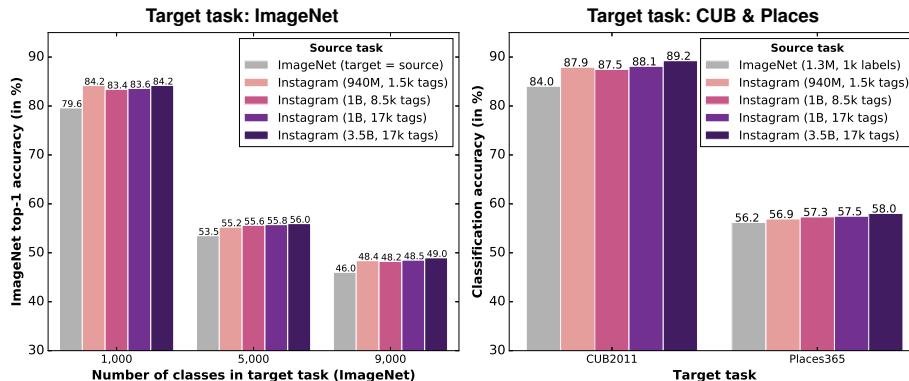 Target task: ImageNet
90
80
70
60
50
40
30
ImageNet top-1 accuracy (in %)
Source task
ImageNet (target = source)
Instagram (940M, 1.5k tags)
Instagram (1B, 8.5k tags)
Instagram (1B, 17k tags)
Instagram (3.5B, 17k tags)
79.6
84.2
83.4
83.6
84.2
53.5
55.2
55.6
55.8
56.0
46.0
48.4
48.2
48.5
49.0
1,000
5,000
9,000
Number of classes in target task (ImageNet)
Target task: CUB & Places
90
80
70
60
50
40
30
Classification accuracy (in %)
Source task
ImageNet (1.3M, 1k labels)
Instagram (940M, 1.5k tags)
Instagram (1B, 8.5k tags)
Instagram (1B, 17k tags)
Instagram (3.5B, 17k tags)
84.0
87.9
87.5
88.1
89.2
56.2
56.9
57.3
57.5
58.0
CUB2011
Places365
Target task